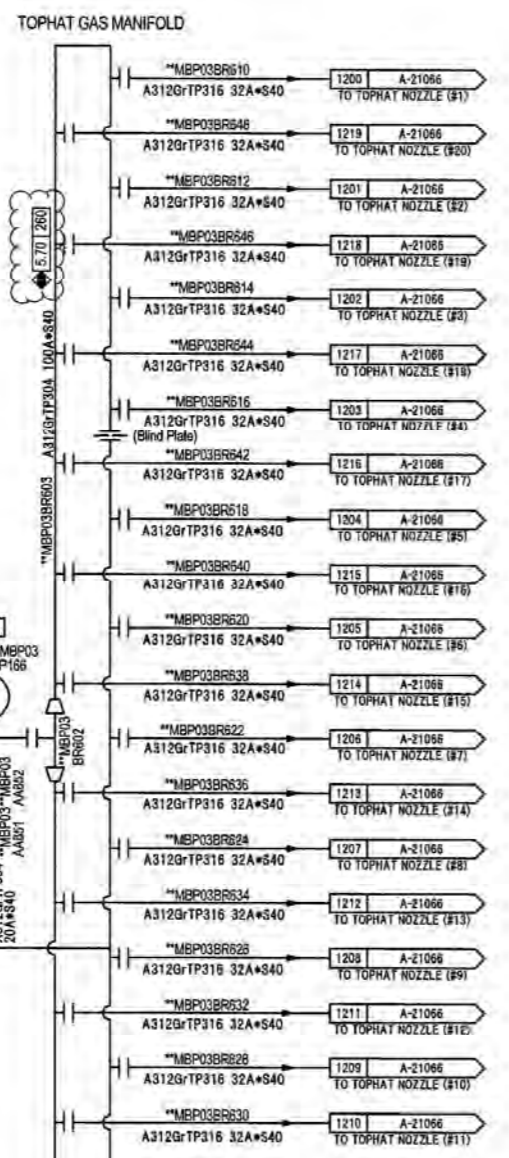 TOPHAT GAS MANIFOLD
**MBP03BR610
A312GrTP316 32A*S40
1200 A-21066
TO TOPHAT NOZZLE (#1)
**MBP03BR648
A312GrTP316 32A*S40
1219 A-21066
TO TOPHAT NOZZLE (#20)
**MBP03BR612
A312GrTP316 32A*S40
1201 A-21066
TO TOPHAT NOZZLE (#2)
5.70 260
**MBP03BR646
A312GrTP316 32A*S40
1218 A-21066
TO TOPHAT NOZZLE (#19)
**MBP03BR614
A312GrTP316 32A*S40
1202 A-21066
TO TOPHAT NOZZLE (#3)
**MBP03BR644
A312GrTP316 32A*S40
1217 A-21066
TO TOPHAT NOZZLE (#18)
**MBP03BR616
A312GrTP316 32A*S40
1203 A-21066
TO TOPHAT NOZZLE (#4)
(Blind Plate)
**MBP03BR603 A312GrTP304 100A*S40
**MBP03BR642
A312GrTP316 32A*S40
1216 A-21066
TO TOPHAT NOZZLE (#17)
**MBP03BR618
A312GrTP316 32A*S40
1204 A-21066
TO TOPHAT NOZZLE (#5)
**MBP03BR640
A312GrTP316 32A*S40
1215 A-21066
TO TOPHAT NOZZLE (#16)
**MBP03BR620
A312GrTP316 32A*S40
1205 A-21066
TO TOPHAT NOZZLE (#6)
MBP03
P166
**MBP03BR638
A312GrTP316 32A*S40
1214 A-21066
TO TOPHAT NOZZLE (#15)
**MBP03
BR602
**MBP03BR622
A312GrTP316 32A*S40
1206 A-21066
TO TOPHAT NOZZLE (#7)
**MBP03
AA851
**MBP03
AA852
20A*S40
**MBP03BR636
A312GrTP316 32A*S40
1213 A-21066
TO TOPHAT NOZZLE (#14)
**MBP03BR624
A312GrTP316 32A*S40
1207 A-21066
TO TOPHAT NOZZLE (#8)
**MBP03BR634
A312GrTP316 32A*S40
1212 A-21066
TO TOPHAT NOZZLE (#13)
**MBP03BR626
A312GrTP316 32A*S40
1208 A-21066
TO TOPHAT NOZZLE (#9)
**MBP03BR632
A312GrTP316 32A*S40
1211 A-21066
TO TOPHAT NOZZLE (#12)
**MBP03BR628
A312GrTP316 32A*S40
1209 A-21066
TO TOPHAT NOZZLE (#10)
**MBP03BR630
A312GrTP316 32A*S40
1210 A-21066
TO TOPHAT NOZZLE (#11)